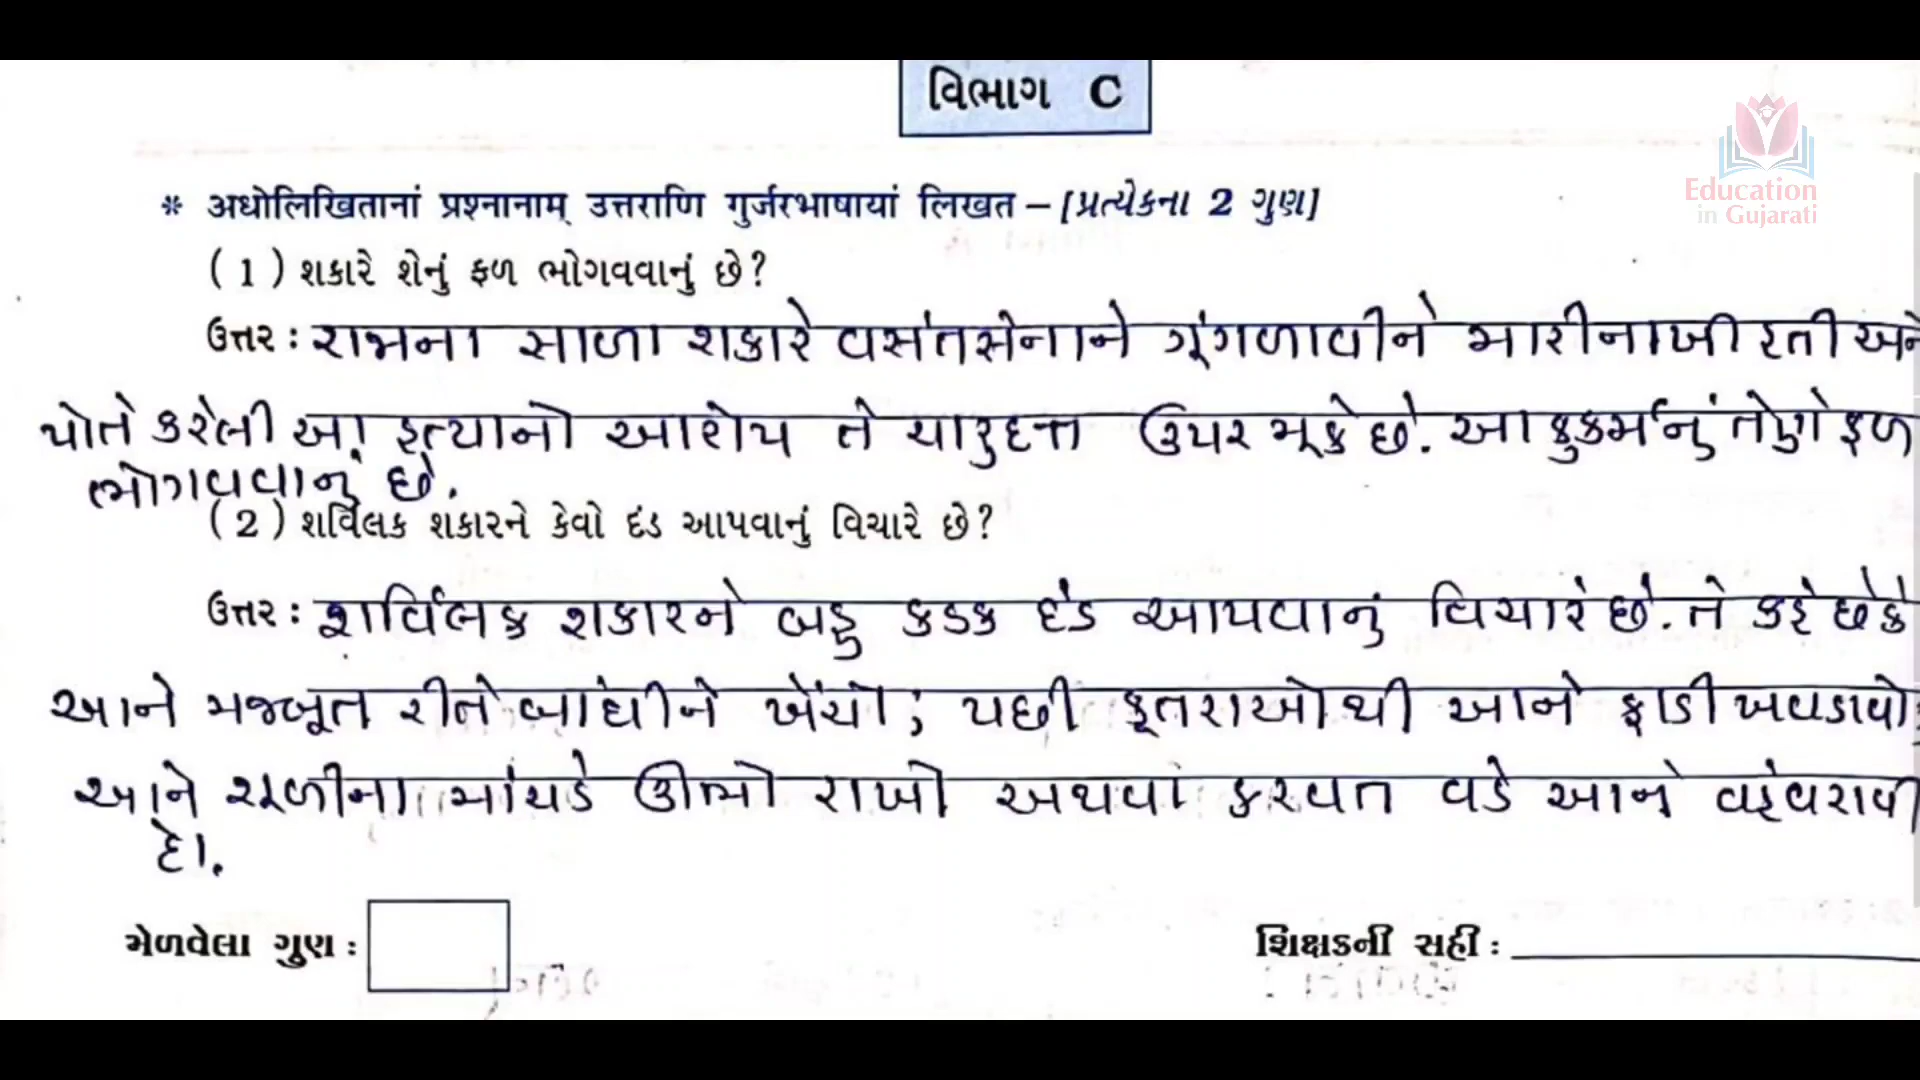 વિભાગ C
Education
in Gujarati
* अधोलिखितानां प्रश्नानाम् उत्तराणि गुर्जरभाषायां लिखत – [પ્રત્યેકના 2 ગુણ]
( 1 ) શકારે શેનું ફળ ભોગવવાનું છે?
ઉત્તર : રાજાના સાળા શકારે વસંતસેનાને ગૂંગળાવીને મારીનાખી હતી અને
પોતે કરેલી આ હત્યાનો આરોપ તે ચારુદત્ત ઉપર મૂકે છે. આ કુકર્મનું તેણે ફળ
ભોગવવાનું છે.
( 2 ) શર્વિલક શકારને કેવો દંડ આપવાનું વિચારે છે?
ઉત્તર : શર્વિલક શકારને બહુ કડક દંડ આપવાનું વિચારે છે. તે કહે છે કે
આને મજબૂત રીતે બાંધીને ખેંચો, પછી કૂતરાઓથી આને ફાડી ખવડાવો
આને શૂળીના માંચડે ઊભો રાખો અથવા કરવત વડે આને વહેવરાવી
દો.
મેળવેલા ગુણ :
શિક્ષકની સહી :